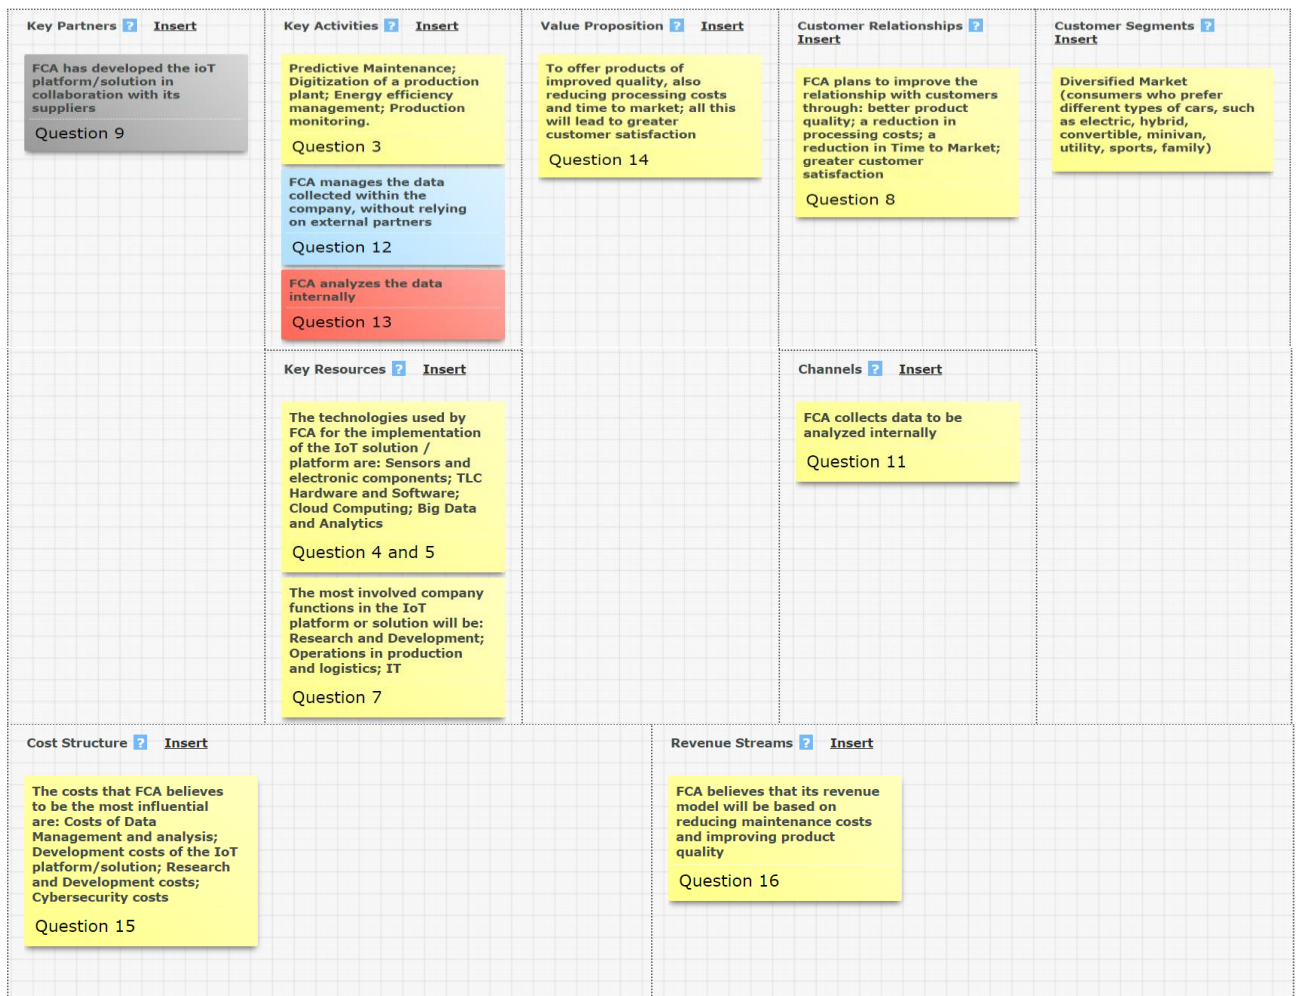 Key Partners ? Insert
FCA has developed the ioT
platform/solution in
collaboration with its
suppliers
Question 9
Key Activities ? Insert
Predictive Maintenance;
Digitization of a production
plant; Energy efficiency
management; Production
monitoring.
Question 3
FCA manages the data
collected within the
company, without relying
on external partners
Question 12
FCA analyzes the data
internally
Question 13
Key Resources ? Insert
The technologies used by
FCA for the implementation
of the IoT solution /
platform are: Sensors and
electronic components; TLC
Hardware and Software;
Cloud Computing; Big Data
and Analytics
Question 4 and 5
The most involved company
functions in the IoT
platform or solution will be:
Research and Development;
Operations in production
and logistics; IT
Question 7
Value Proposition ? Insert
To offer products of
improved quality, also
reducing processing costs
and time to market; all this
will lead to greater
customer satisfaction
Question 14
Customer Relationships ?
Insert
FCA plans to improve the
relationship with customers
through: better product
quality; a reduction in
processing costs; a
reduction in Time to Market;
greater customer
satisfaction
Question 8
Channels ? Insert
FCA collects data to be
analyzed internally
Question 11
Customer Segments ?
Insert
Diversified Market
(consumers who prefer
different types of cars, such
as electric, hybrid,
convertible, minivan,
utility, sports, family)
Cost Structure ? Insert
The costs that FCA believes
to be the most influential
are: Costs of Data
Management and analysis;
Development costs of the IoT
platform/solution; Research
and Development costs;
Cybersecurity costs
Question 15
Revenue Streams ? Insert
FCA believes that its revenue
model will be based on
reducing maintenance costs
and improving product
quality
Question 16